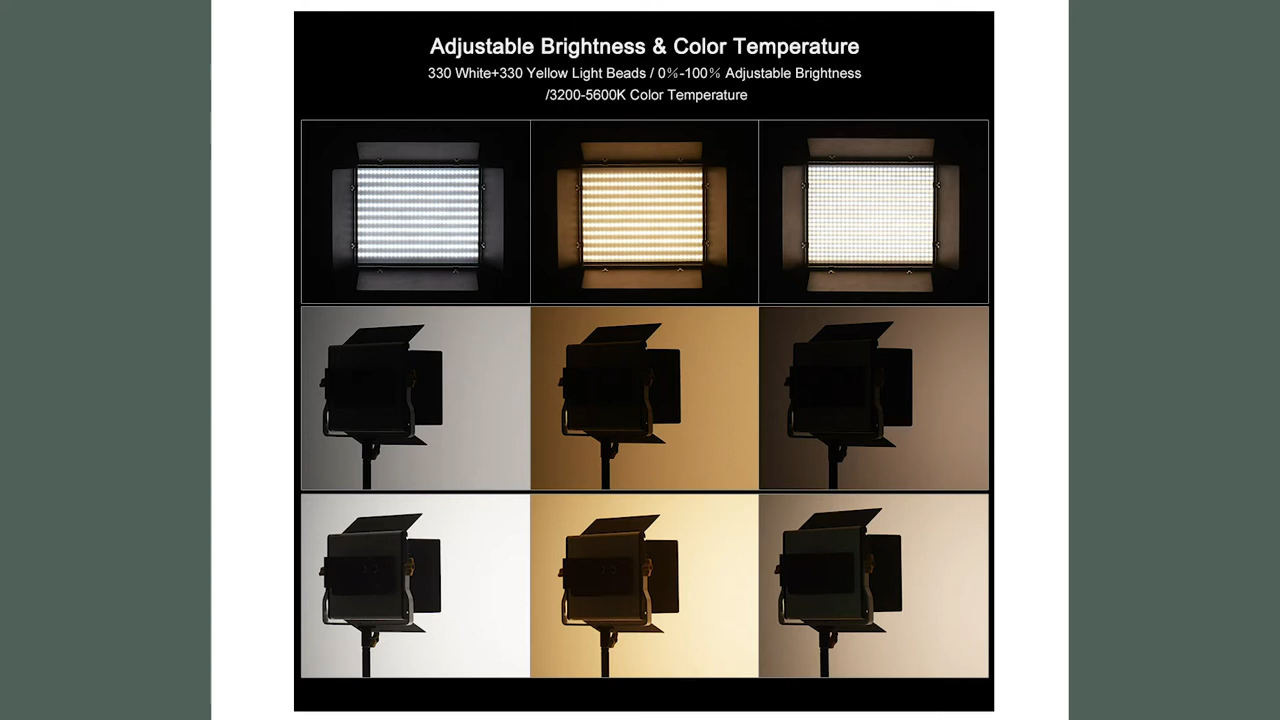 Adjustable Brightness & Color Temperature
330 White+330 Yellow Light Beads / 0%-100% Adjustable Brightness
/3200-5600K Color Temperature